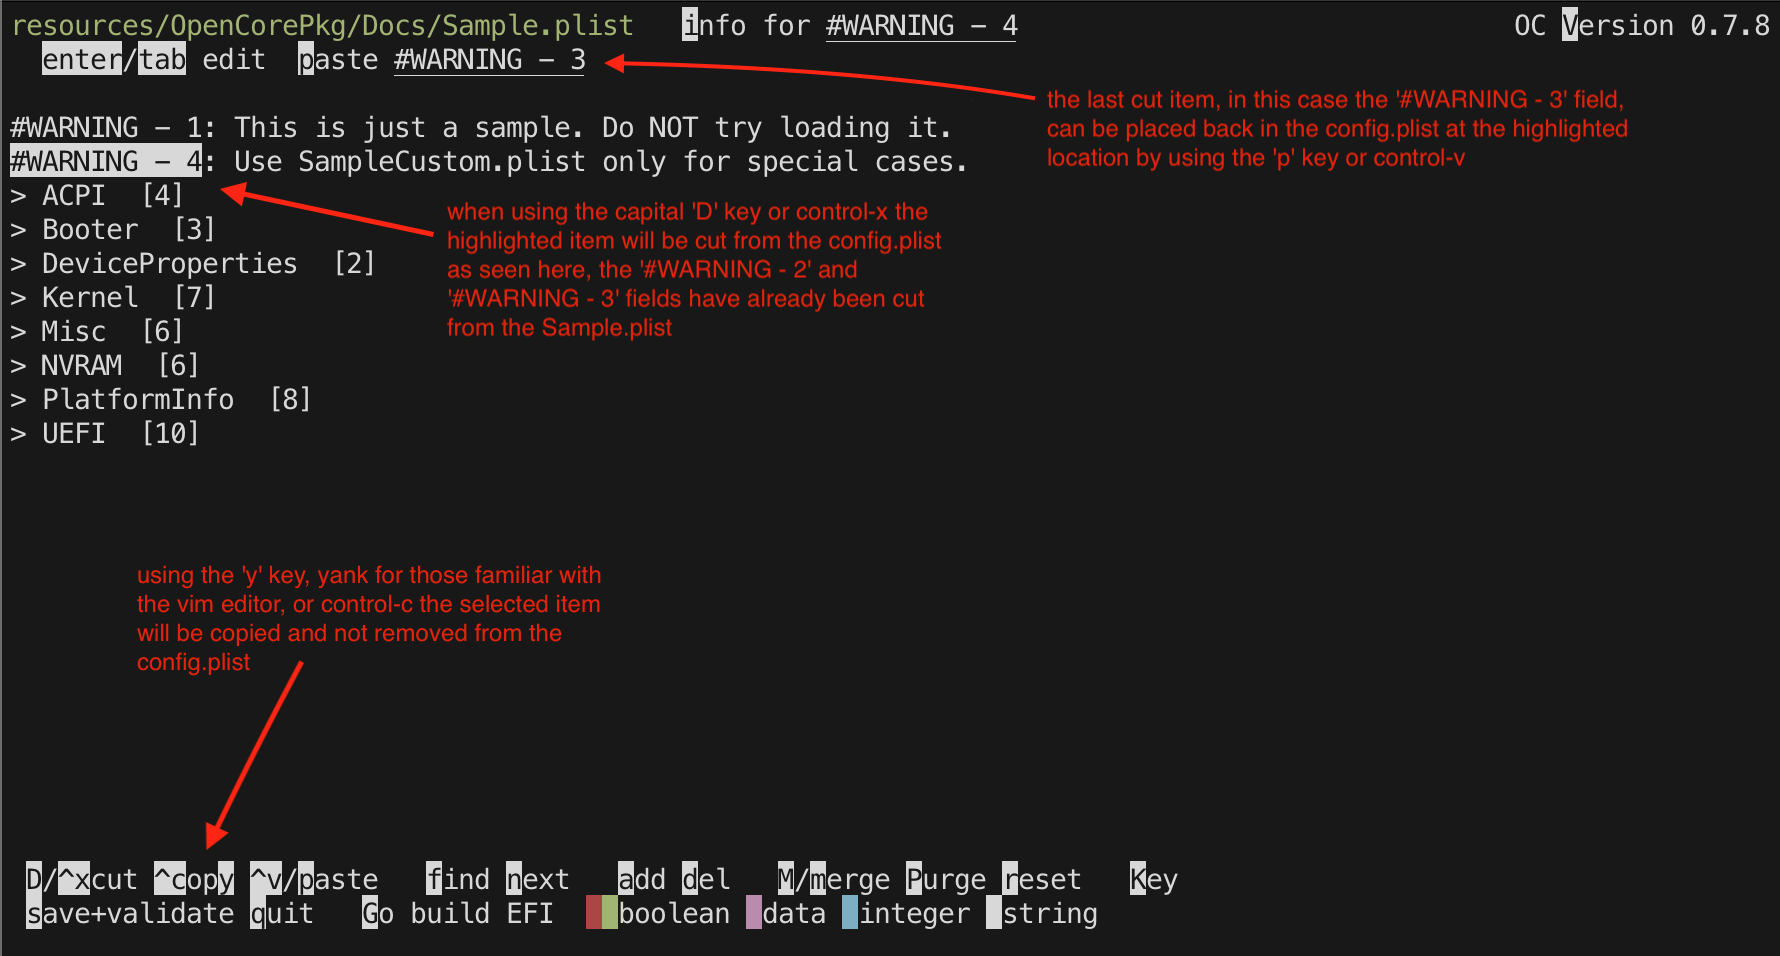 resources/OpenCorePkg/Docs/Sample.plist info for #WARNING - 4 OC Version 0.7.8
enter/tab edit paste #WARNING - 3
the last cut item, in this case the '#WARNING - 3' field,
can be placed back in the config.plist at the highlighted
location by using the 'p' key or control-v
#WARNING - 1: This is just a sample. Do NOT try loading it.
#WARNING - 4: Use SampleCustom.plist only for special cases.
> ACPI [4]
> Booter [3]
> DeviceProperties [2]
> Kernel [7]
> Misc [6]
> NVRAM [6]
> PlatformInfo [8]
> UEFI [10]
when using the capital 'D' key or control-x the
highlighted item will be cut from the config.plist
as seen here, the '#WARNING - 2' and
'#WARNING - 3' fields have already been cut
from the Sample.plist
using the 'y' key, yank for those familiar with
the vim editor, or control-c the selected item
will be copied and not removed from the
config.plist
D/^xcut ^copy ^v/paste find next add del M/merge Purge reset Key
save+validate quit Go build EFI boolean data integer string